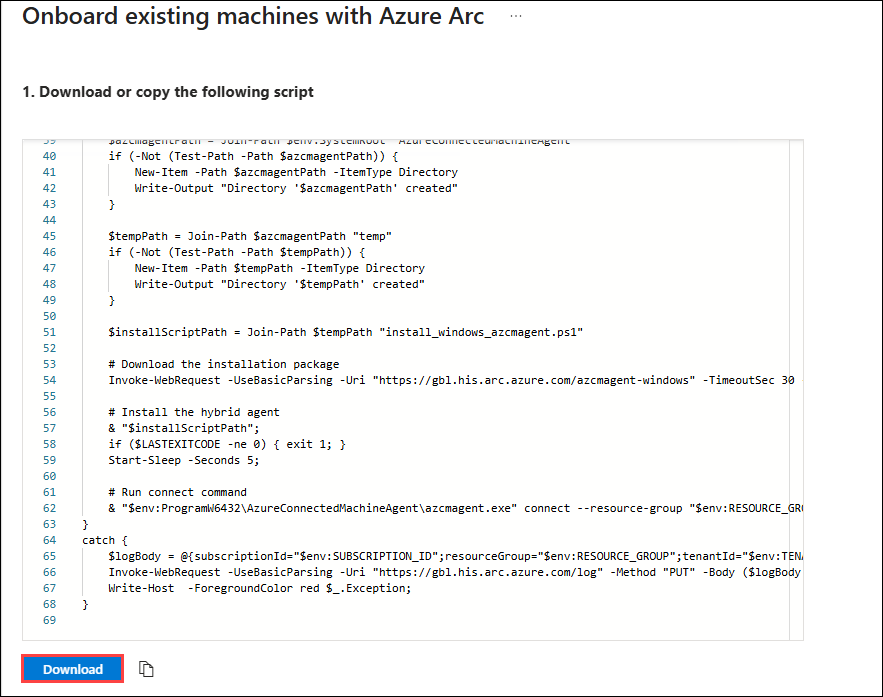 Onboard existing machines with Azure Arc ...
1. Download or copy the following script
39 $azcmagentPath = Join-Path $env:SystemRoot "AzureConnectedMachineAgent"
40 if (-Not (Test-Path -Path $azcmagentPath)) {
41 New-Item -Path $azcmagentPath -ItemType Directory
42 Write-Output "Directory '$azcmagentPath' created"
43 }
44
45 $tempPath = Join-Path $azcmagentPath "temp"
46 if (-Not (Test-Path -Path $tempPath)) {
47 New-Item -Path $tempPath -ItemType Directory
48 Write-Output "Directory '$tempPath' created"
49 }
50
51 $installScriptPath = Join-Path $tempPath "install_windows_azcmagent.ps1"
52
53 # Download the installation package
54 Invoke-WebRequest -UseBasicParsing -Uri "https://gbl.his.arc.azure.com/azcmagent-windows" -TimeoutSec 30
55
56 # Install the hybrid agent
57 & "$installScriptPath";
58 if ($LASTEXITCODE -ne 0) { exit 1; }
59 Start-Sleep -Seconds 5;
60
61 # Run connect command
62 & "$env:ProgramW6432\AzureConnectedMachineAgent\azcmagent.exe" connect --resource-group "$env:RESOURCE_GR
63 }
64 catch {
65 $logBody = @{subscriptionId="$env:SUBSCRIPTION_ID";resourceGroup="$env:RESOURCE_GROUP";tenantId="$env:TEN
66 Invoke-WebRequest -UseBasicParsing -Uri "https://gbl.his.arc.azure.com/log" -Method "PUT" -Body ($logBody
67 Write-Host -ForegroundColor red $_.Exception;
68 }
69
Download